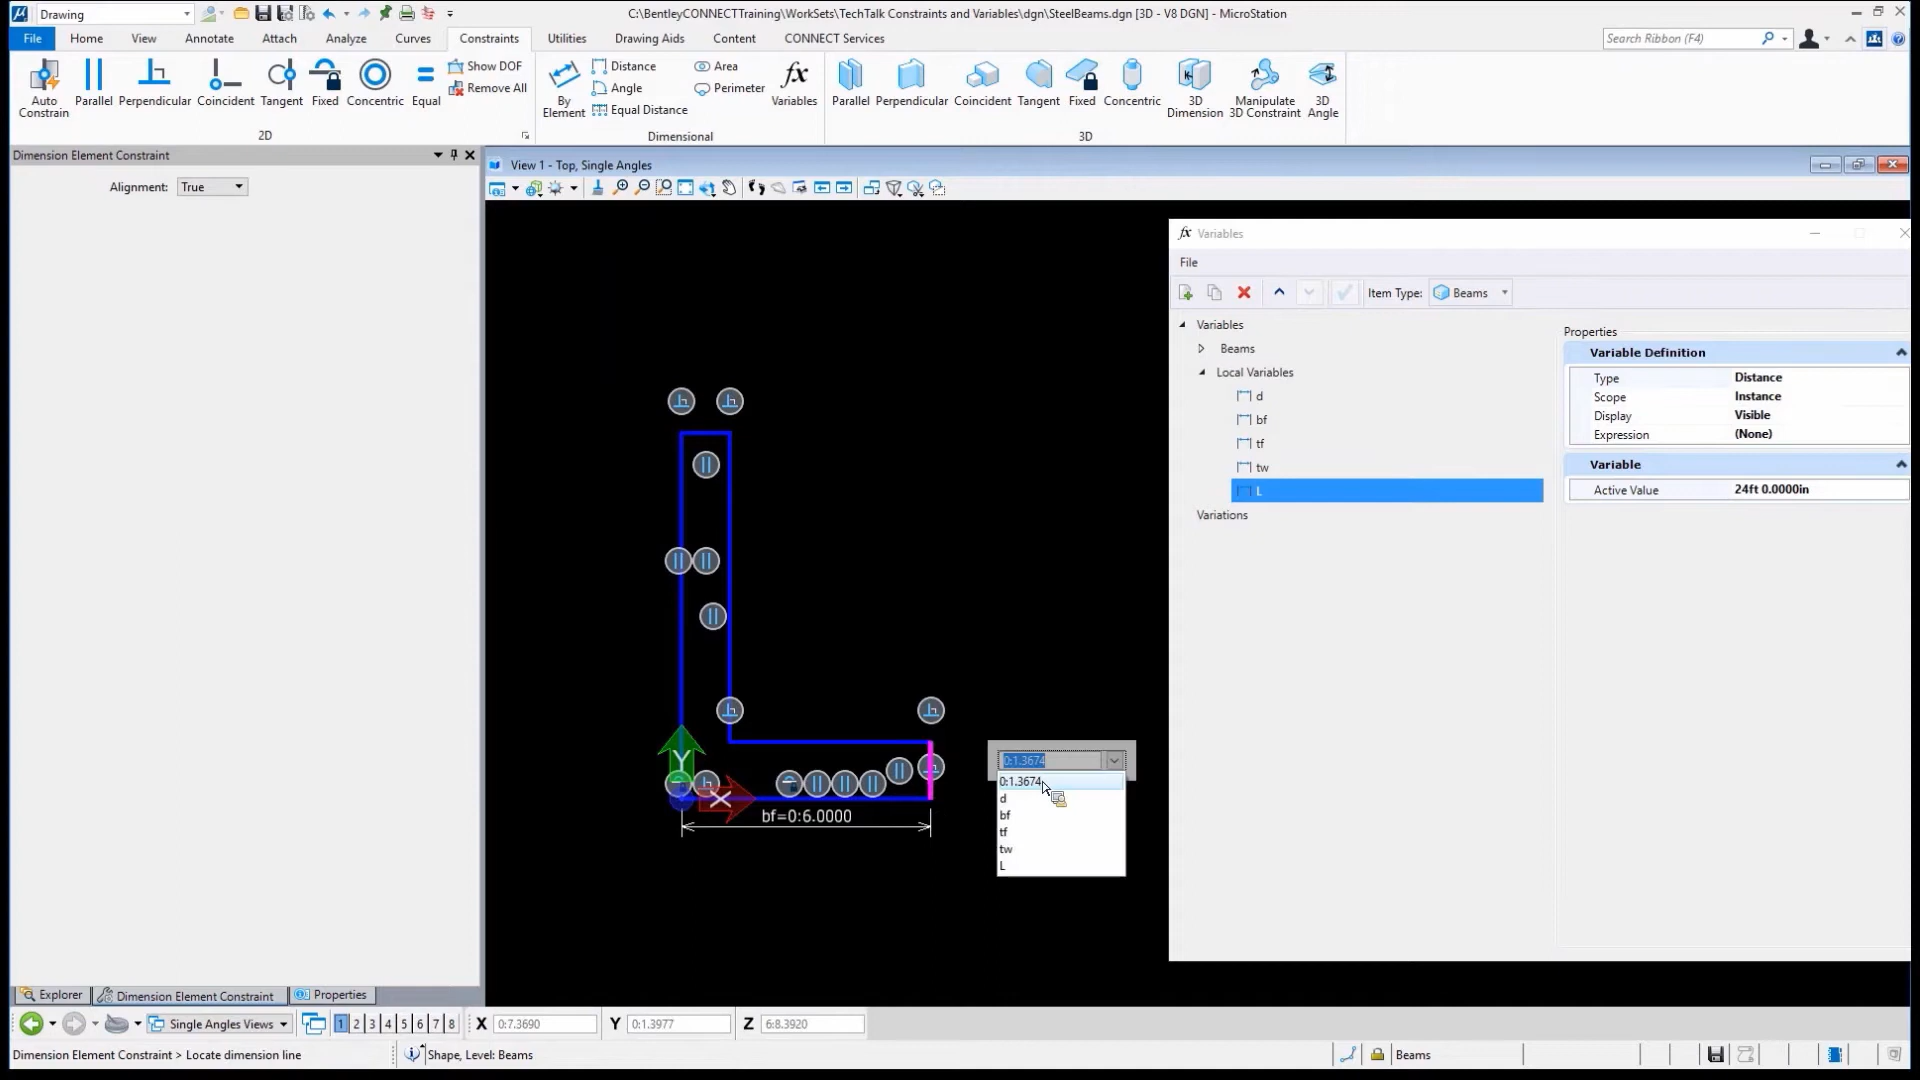 Drawing
C:\BentleyCONNECTTraining\WorkSets\TechTalk Constraints and Variables\dgn\SteelBeams.dgn [3D - V8 DGN] - MicroStation
File Home View Annotate Attach Analyze Curves Constraints Utilities Drawing Aids Content CONNECT Services
Search Ribbon (F4)
Auto Constrain
Parallel
Perpendicular
Coincident
Tangent
Fixed
Concentric
Equal
Show DOF
Remove All
2D
By Element
Distance
Angle
Equal Distance
Area
Perimeter
fx
Variables
Dimensional
Parallel
Perpendicular
Coincident
Tangent
Fixed
Concentric
3D Dimension
Manipulate 3D Constraint
3D Angle
3D
Dimension Element Constraint
Alignment: True
View 1 - Top, Single Angles
fx Variables
File
Item Type: Beams
Variables
Beams
Local Variables
d
bf
tf
tw
L
Variations
Properties
Variable Definition
Type Distance
Scope Instance
Display Visible
Expression (None)
Variable
Active Value 24ft 0.0000in
Y
X
bf=0:6.0000
0:1.3674
0:1.3674
d
bf
tf
tw
L
Explorer Dimension Element Constraint Properties
Single Angles Views 1 2 3 4 5 6 7 8 X 0:7.3690 Y 0:1.3977 Z 6:8.3920
Dimension Element Constraint > Locate dimension line Shape, Level: Beams Beams